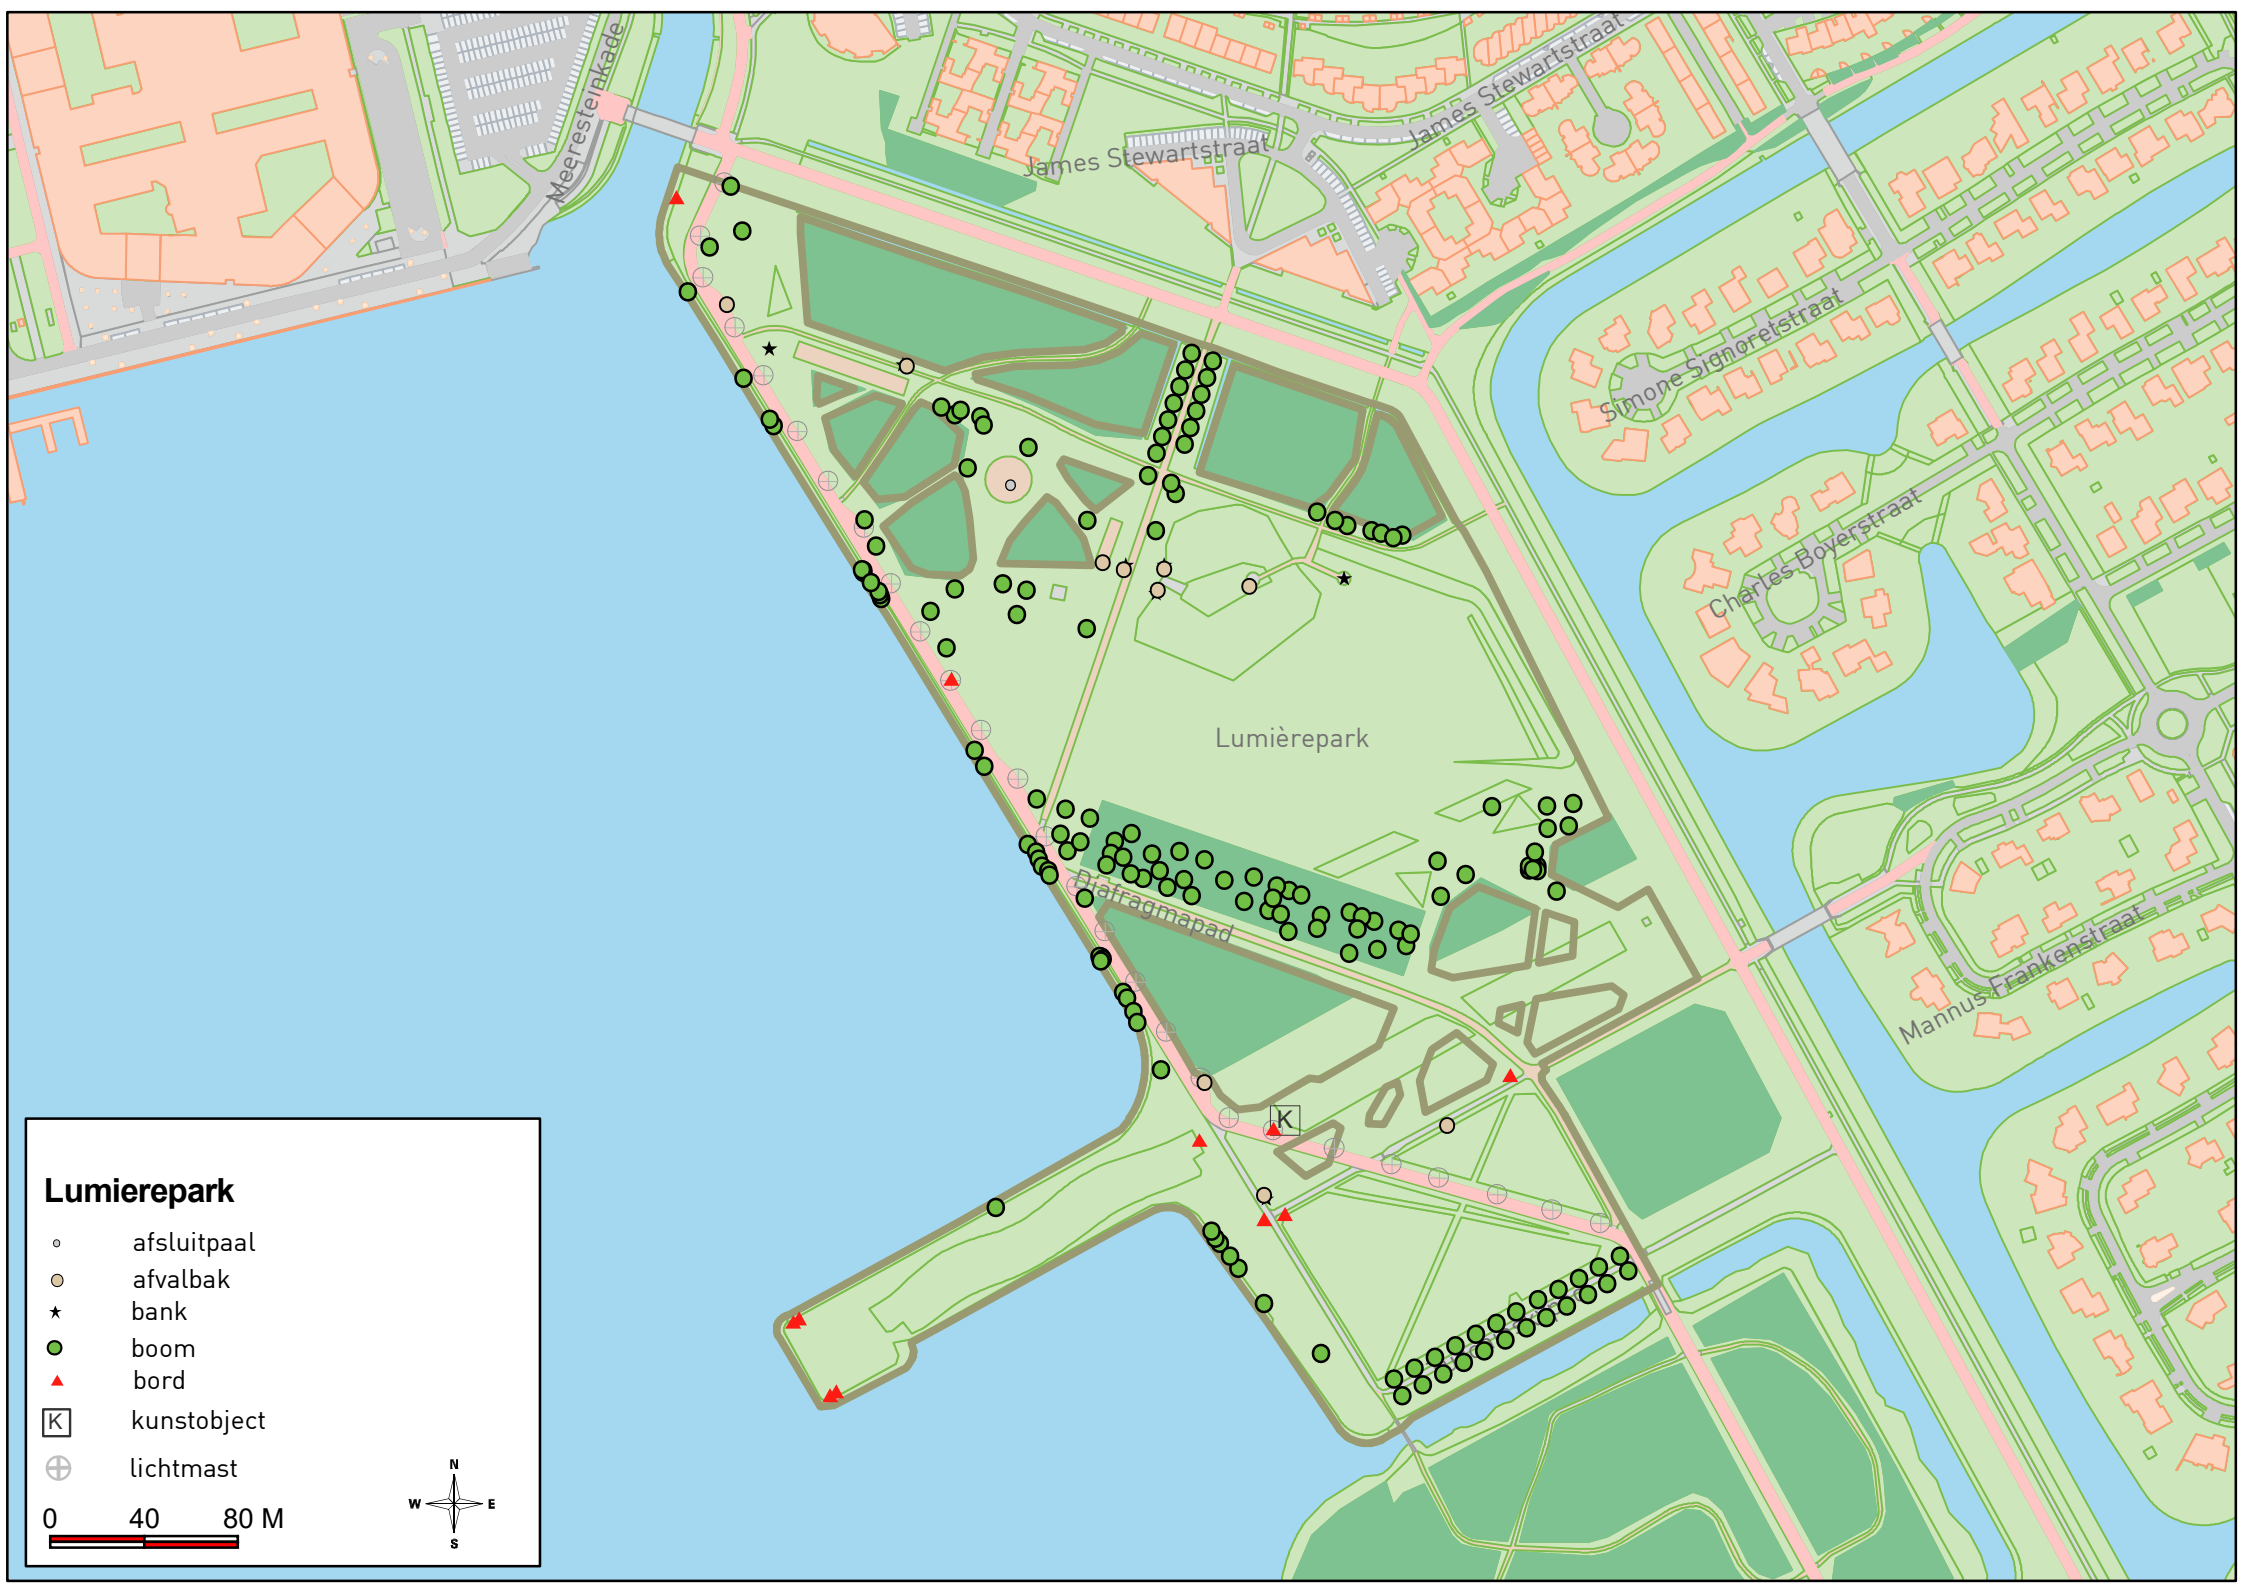 Meeresteinkade
James Stewartstraat
James Stewartstraat
Simone Signoretstraat
Charles Boyerstraat
Lumièrepark
Diafragmapad
Mannus Frankenstraat
K
Lumierepark
afsluitpaal
afvalbak
bank
boom
bord
K kunstobject
lichtmast
N
W E
S
0 40 80 M